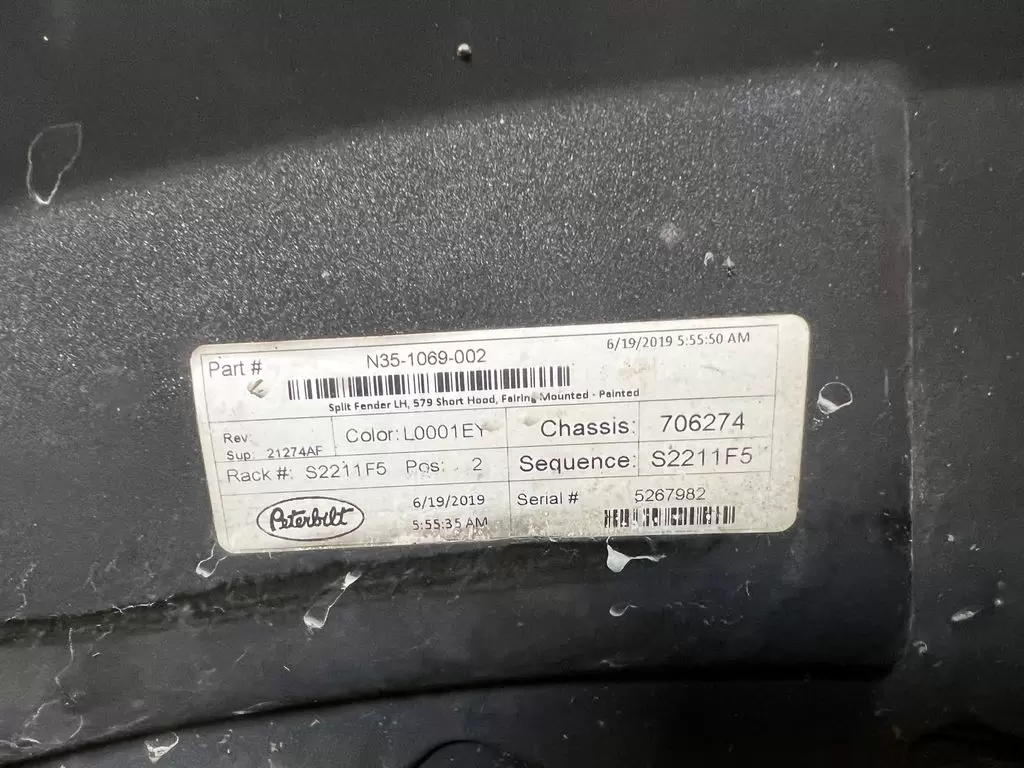 Part # N35-1069-002 6/19/2019 5:55:50 AM
Split Fender LH, 579 Short Hood, Fairing Mounted - Painted
Rev:
Sup: 21274AF
Color: L0001EY
Chassis: 706274
Rack #: S2211F5 Pos: 2
Sequence: S2211F5
Peterbilt
6/19/2019
5:55:35 AM
Serial # 5267982